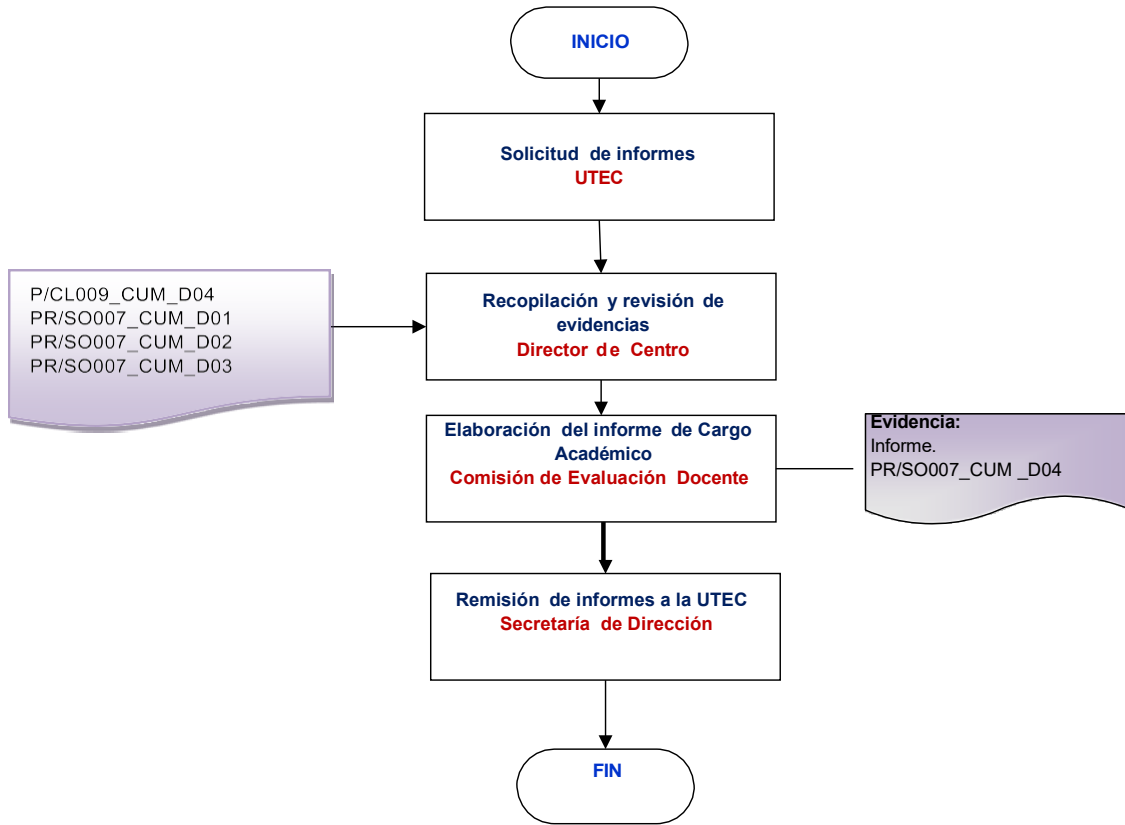 INICIO
Solicitud de informes
UTEC
P/CL009_CUM_D04
PR/SO007_CUM_D01
PR/SO007_CUM_D02
PR/SO007_CUM_D03
Recopilación y revisión de
evidencias
Director de Centro
Elaboración del informe de Cargo
Académico
Comisión de Evaluación Docente
Evidencia:
Informe.
PR/SO007_CUM _D04
Remisión de informes a la UTEC
Secretaría de Dirección
FIN